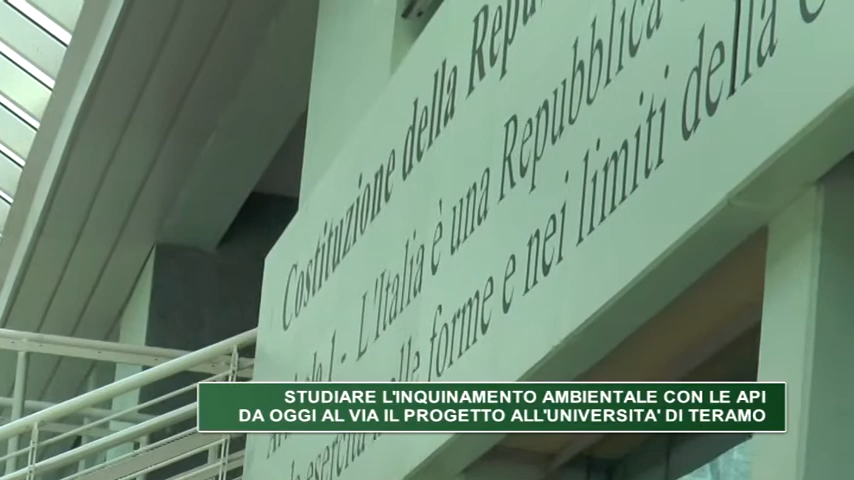 Costituzione della
L'Italia è una Repubblica
forme e nei limiti della
STUDIARE L'INQUINAMENTO AMBIENTALE CON LE API
DA OGGI AL VIA IL PROGETTO ALL'UNIVERSITA' DI TERAMO